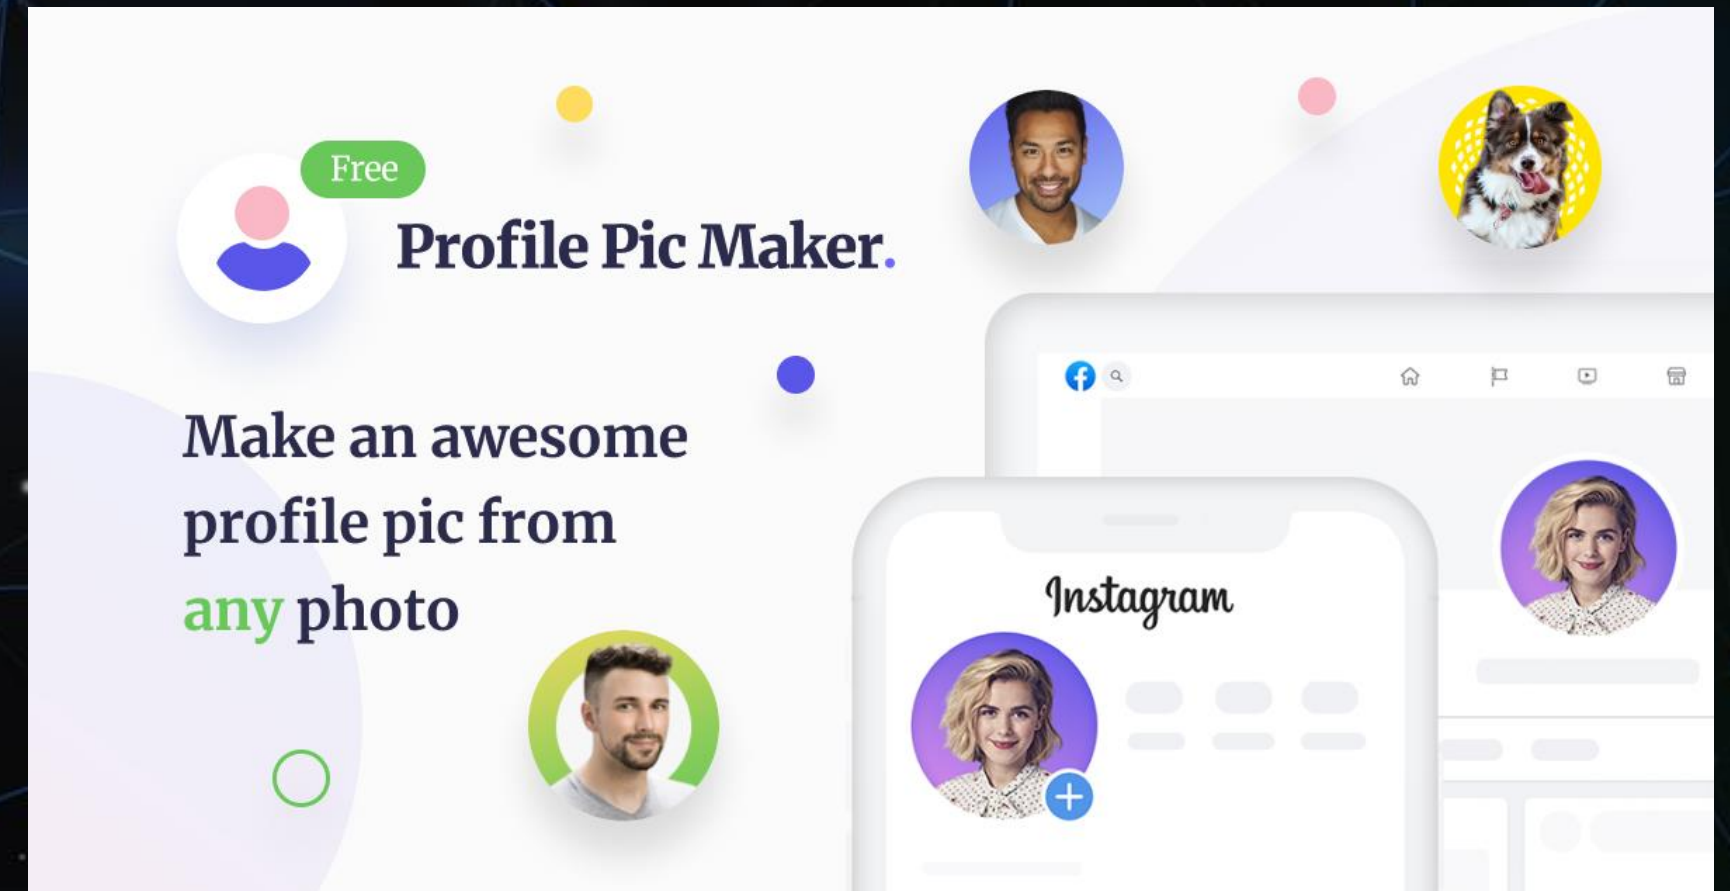 Free
Profile Pic Maker.
Make an awesome
profile pic from
any photo
Instagram